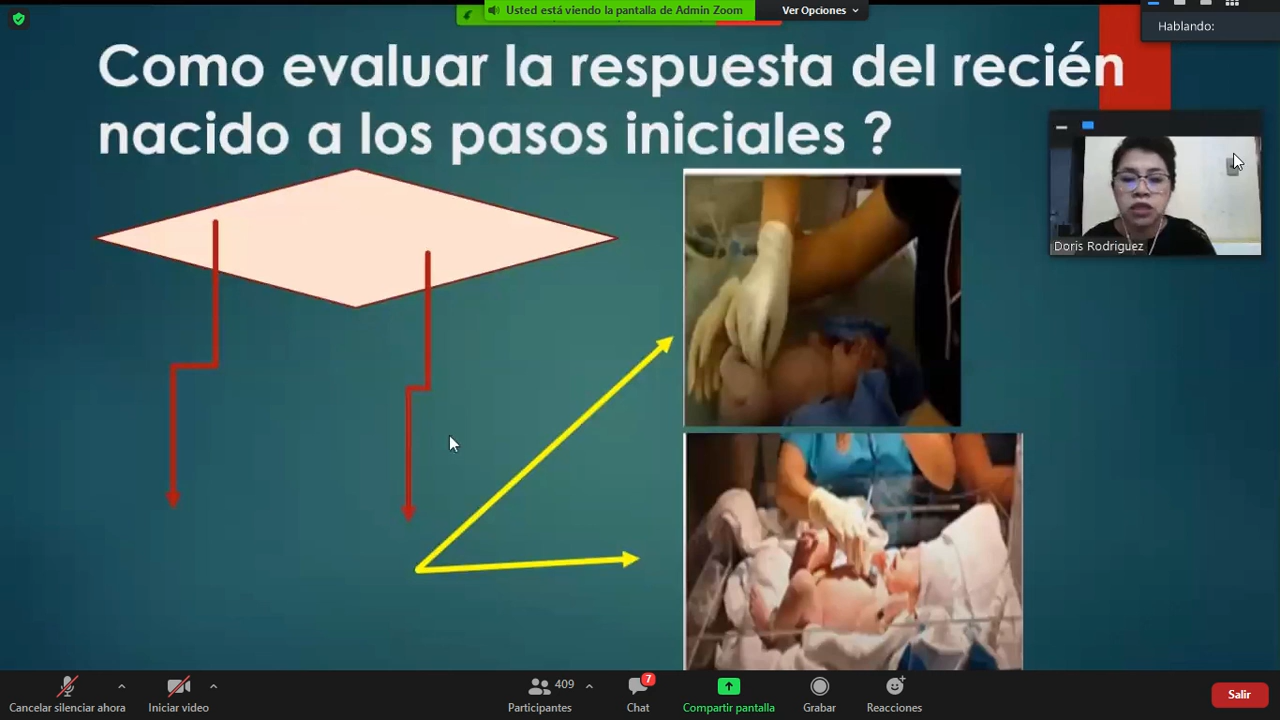 Usted está viendo la pantalla de Admin Zoom
Ver Opciones
Hablando:
Como evaluar la respuesta del recién
nacido a los pasos iniciales ?
Doris Rodriguez
Cancelar silenciar ahora
Iniciar video
409
Participantes
7
Chat
Compartir pantalla
Grabar
Reacciones
Salir